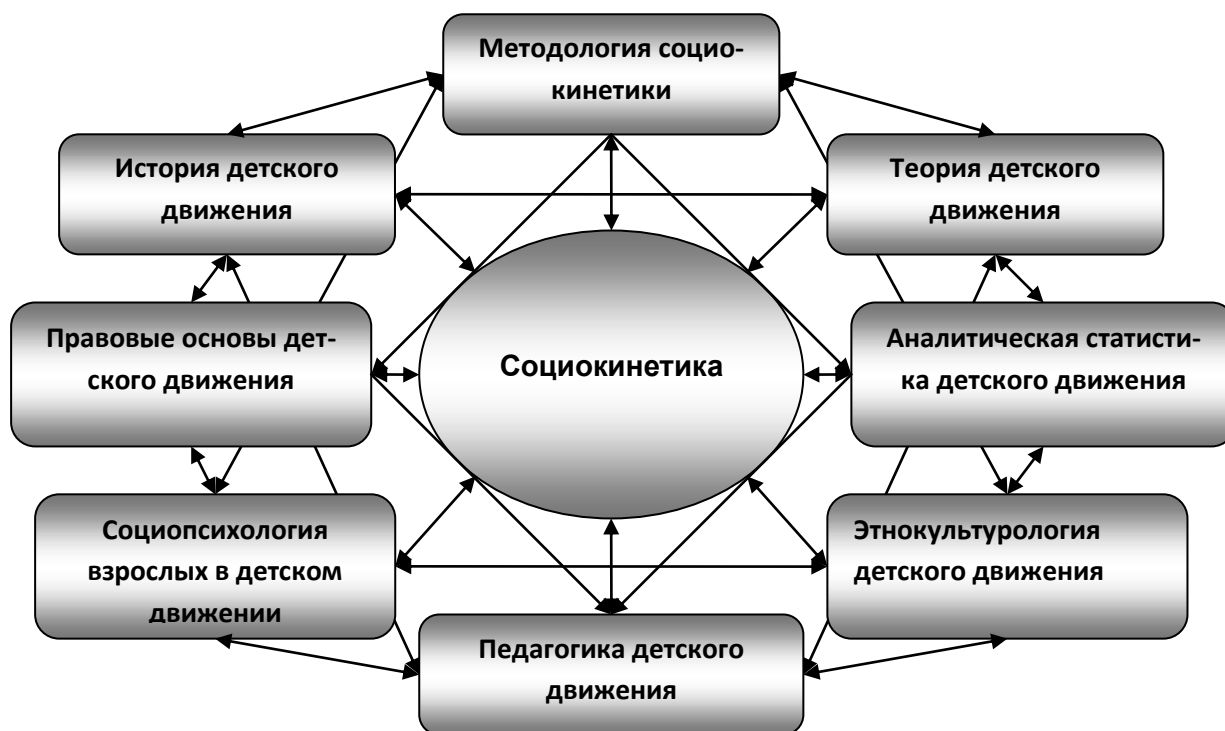 Методология социо-
кинетики
История детского
движения
Теория детского
движения
Правовые основы дет-
ского движения
Социокинетика
Аналитическая статисти-
ка детского движения
Социопсихология
взрослых в детском
движении
Этнокультурология
детского движения
Педагогика детского
движения